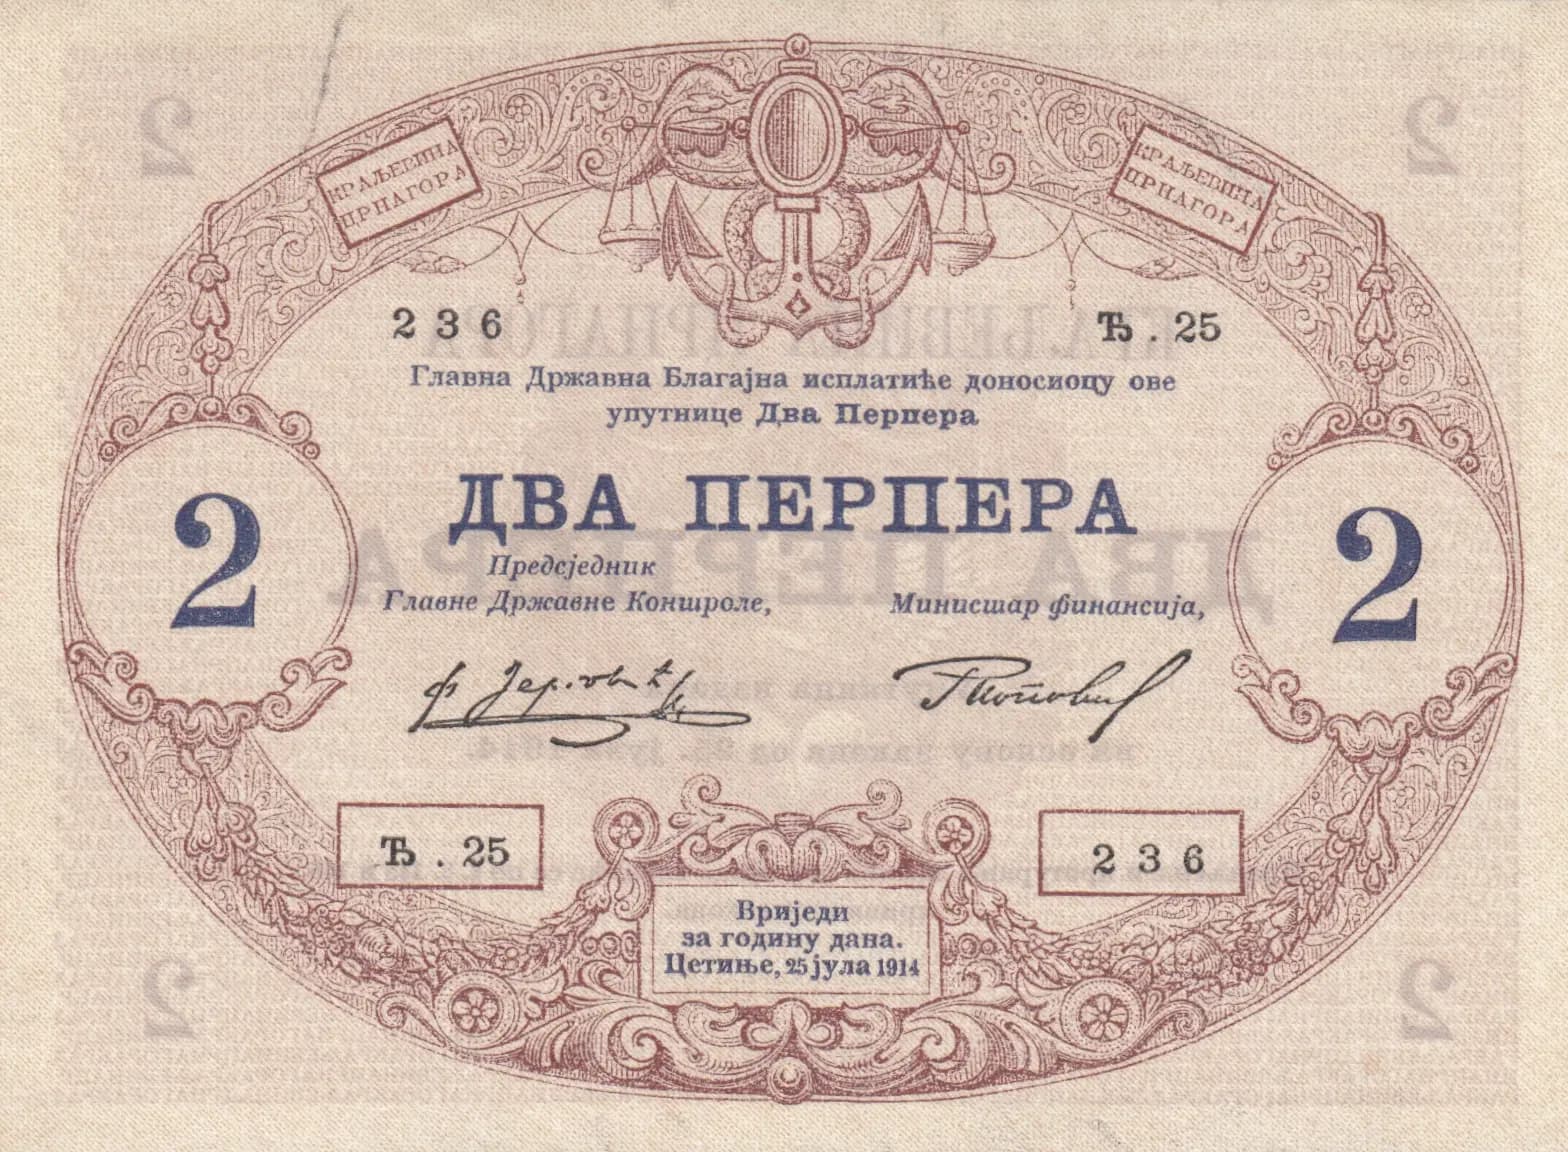 КРАЉЕВИНА
ЦРНАГОРА
КРАЉЕВИНА
ЦРНАГОРА
236
Ђ. 25
Главна Државна Благајна исплатиће доносиоцу ове
упутнице Два Перпера
ДВА ПЕРПЕРА
2
2
Предсједник
Главне Државне Контроле,
Министар финансија,
Ђ. 25
236
Вриједи
за годину дана.
Цетиње, 25 јула 1914